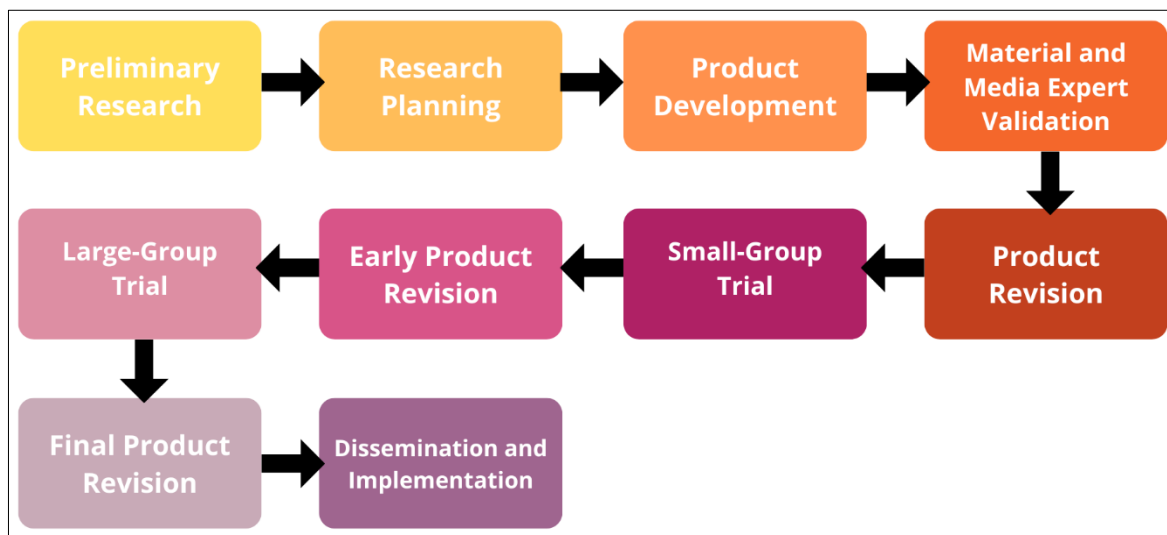 Preliminary
Research
Research
Planning
Product
Development
Material and
Media Expert
Validation
Product
Revision
Small-Group
Trial
Early Product
Revision
Large-Group
Trial
Final Product
Revision
Dissemination and
Implementation